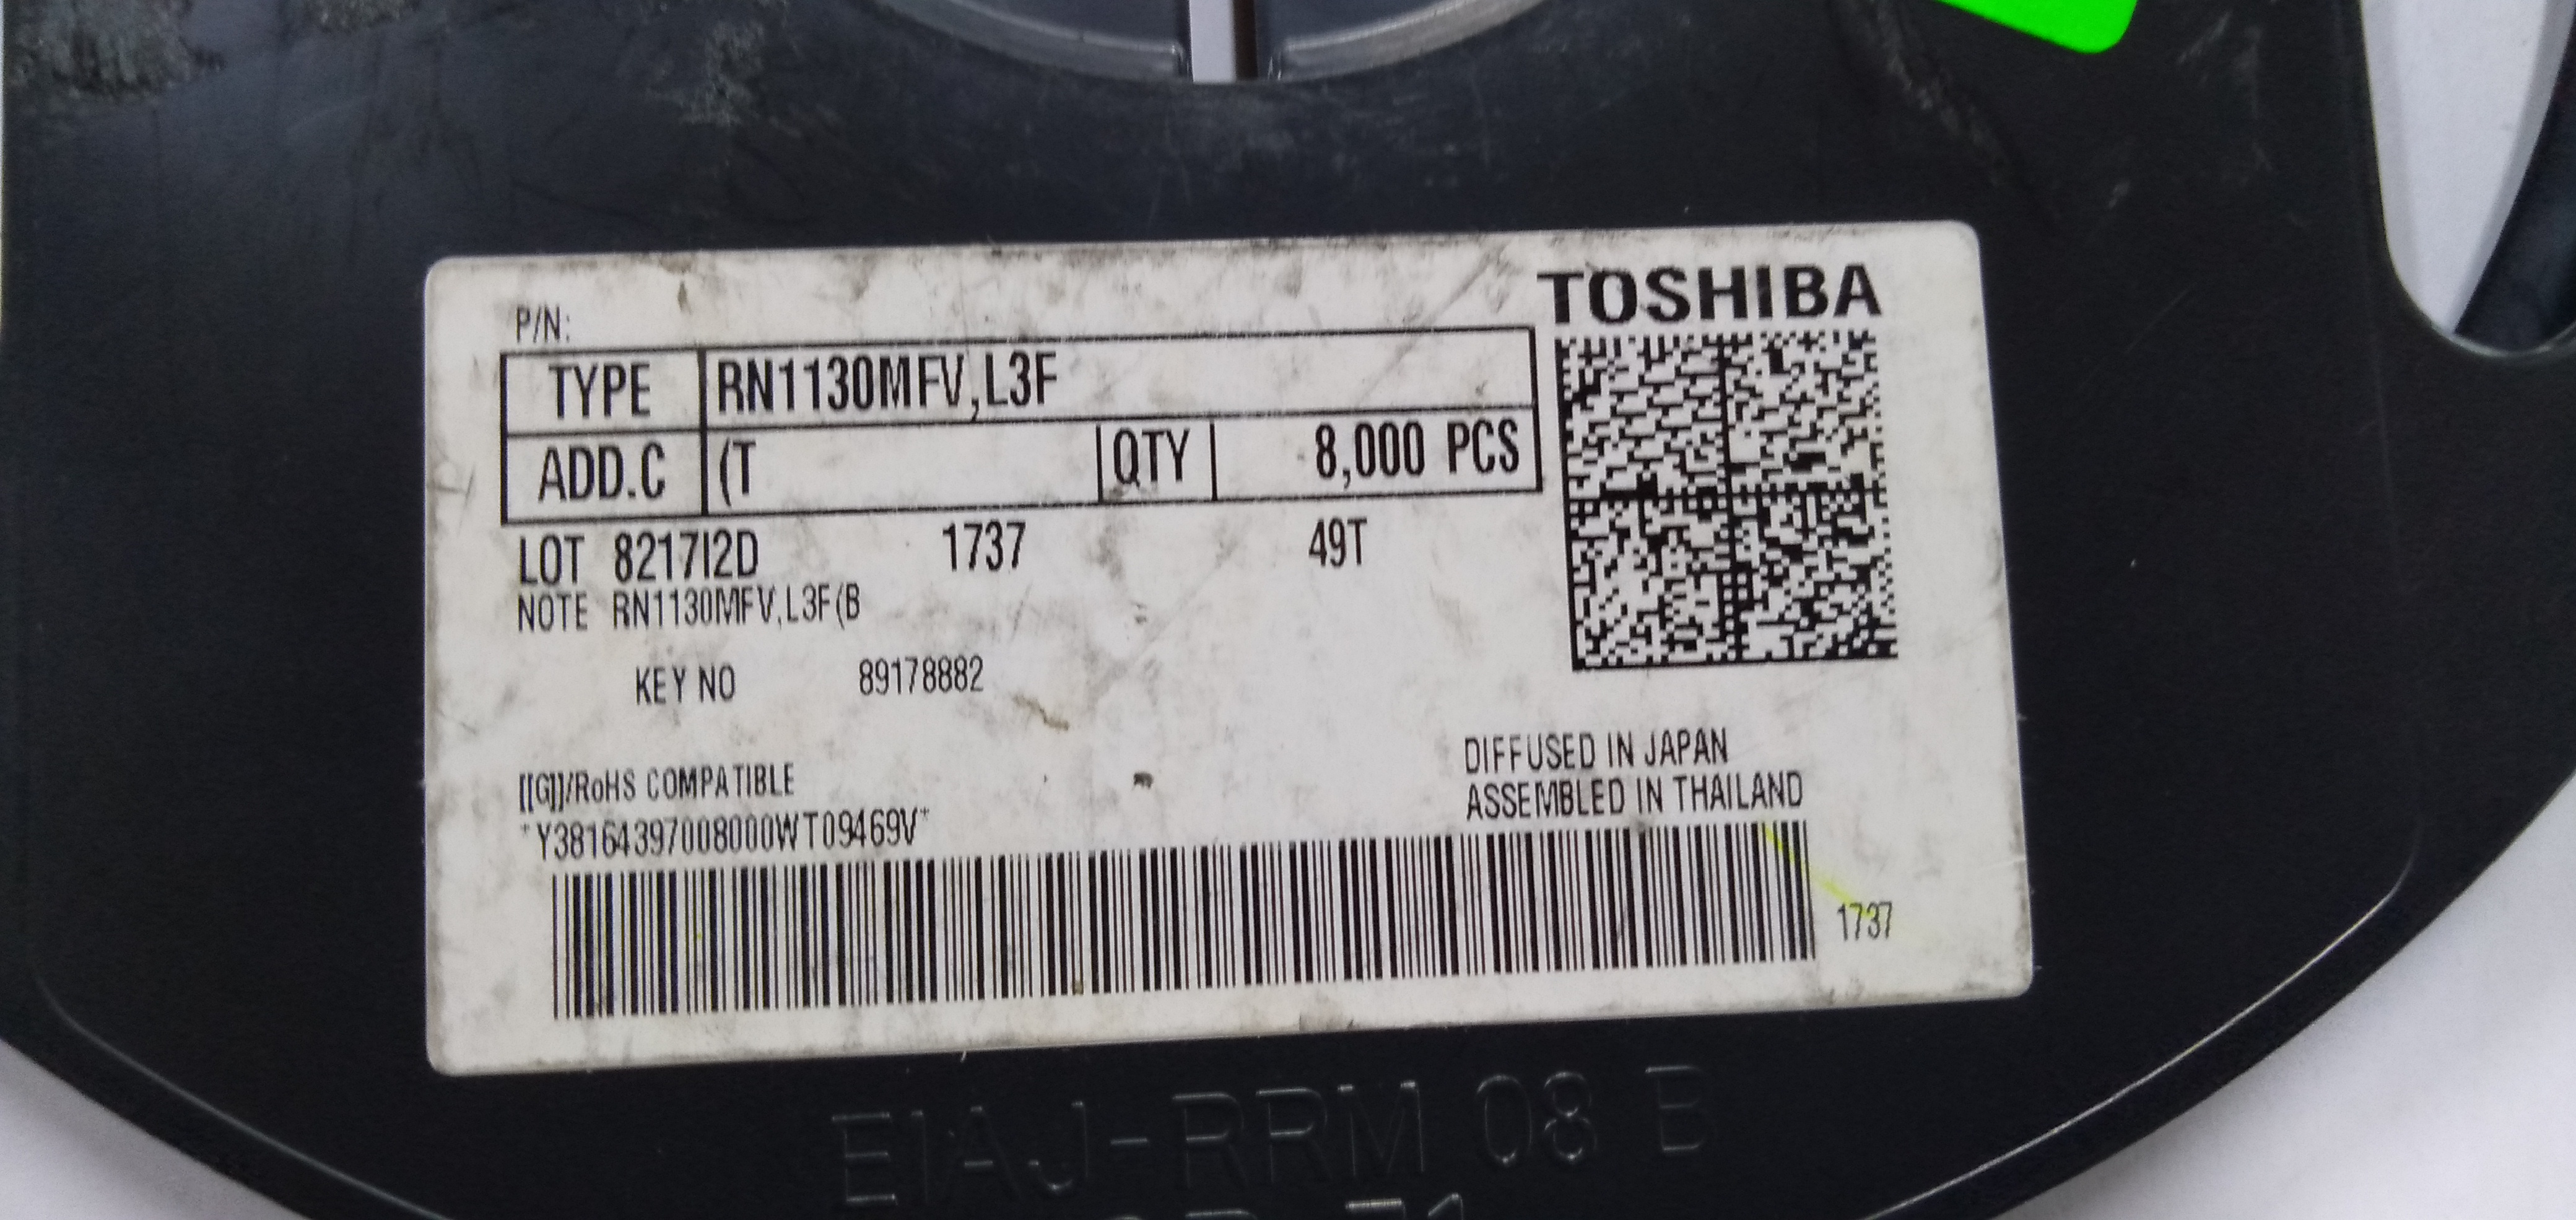 TOSHIBA
P/N:
TYPE RN1130MFV,L3F
ADD.C (T QTY 8,000 PCS
LOT 8217I2D 1737 49T
NOTE RN1130MFV,L3F(B
KEY NO 89178882
DIFFUSED IN JAPAN
[[G]]/RoHS COMPATIBLE
ASSEMBLED IN THAILAND
*Y38164397008000WT09469V*
1737
EIAJ-RRM 08 B